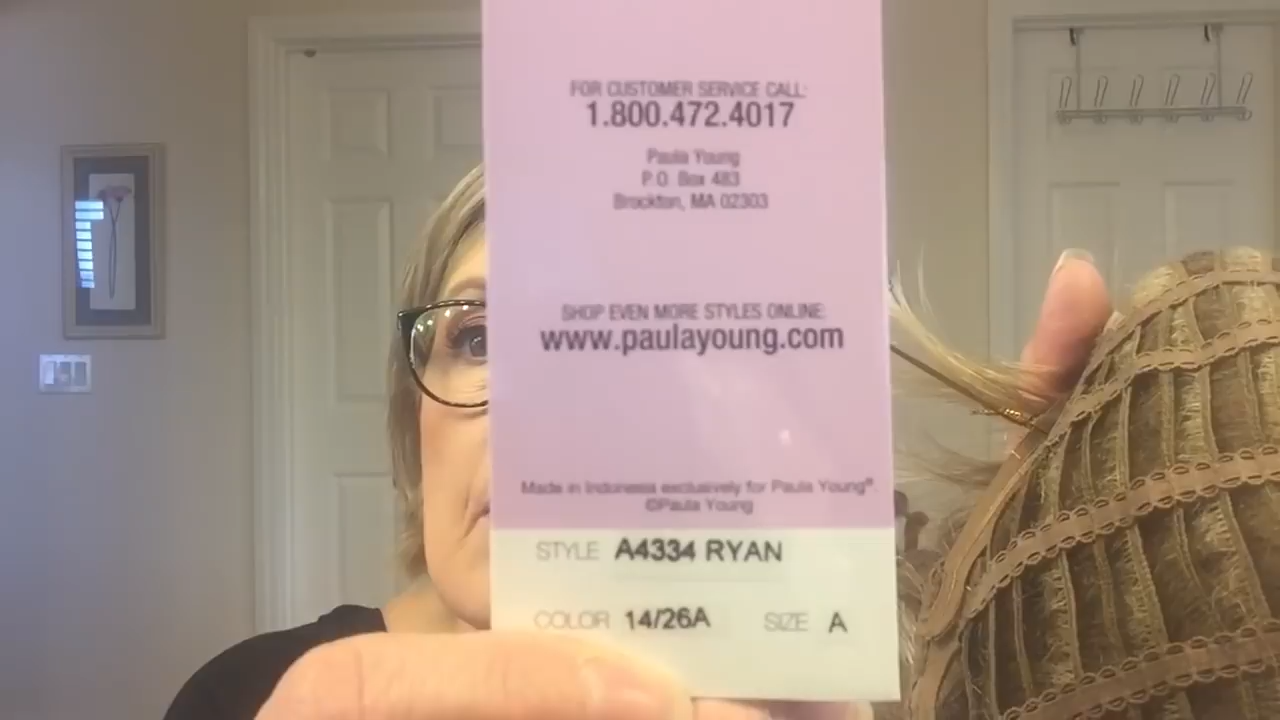 FOR CUSTOMER SERVICE CALL:
1.800.472.4017
Paula Young
P.O. Box 483
Brockton, MA 02303
SHOP EVEN MORE STYLES ONLINE:
www.paulayoung.com
Made in Indonesia exclusively for Paula Young®.
©Paula Young
STYLE A4334 RYAN
COLOR 14/26A SIZE A